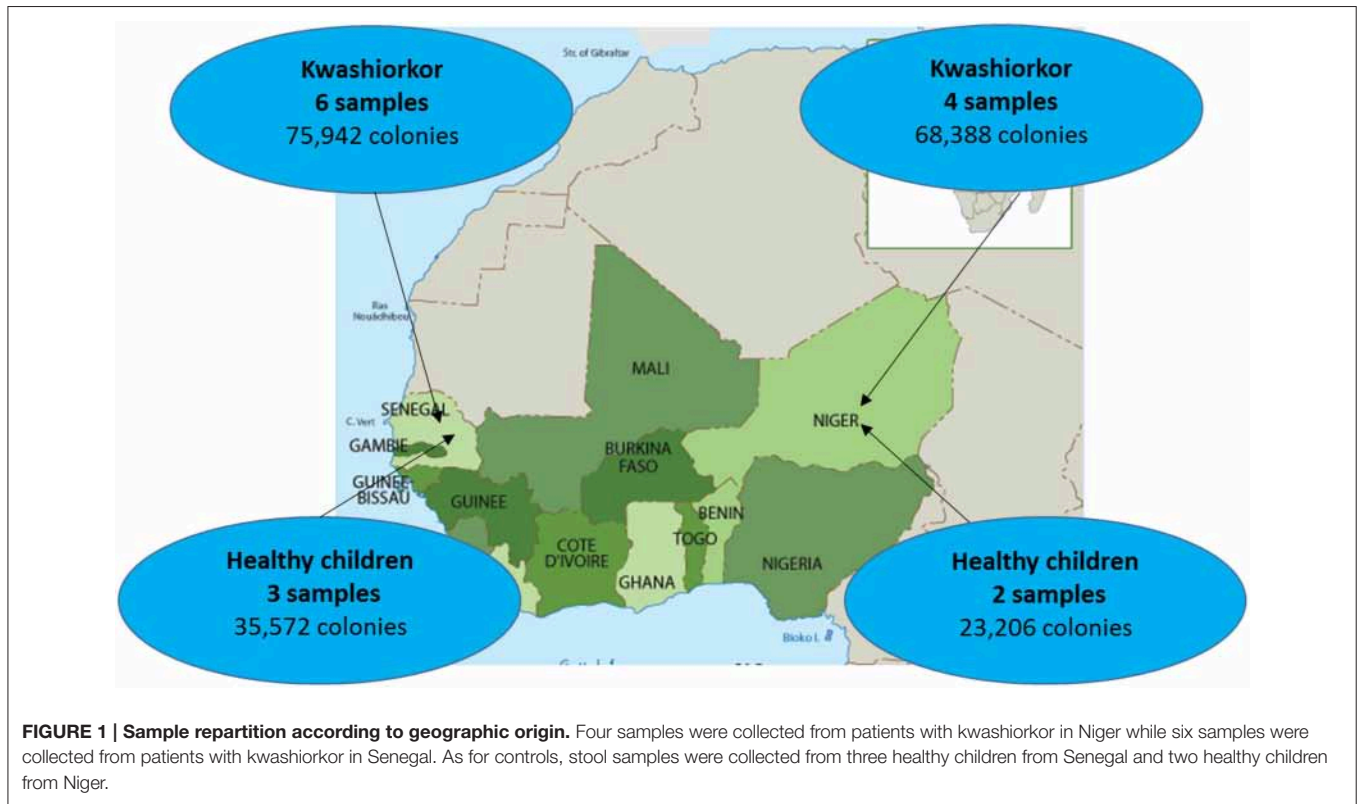 Kwashiorkor
6 samples
75,942 colonies
Kwashiorkor
4 samples
68,388 colonies
Str. of Gibraltar
Ras
Nouâdhibou
MALI
SENEGAL
C. Vert
GAMBIE
GUINEE-
BISSAU
GUINEE
NIGER
BURKINA
FASO
BENIN
TOGO
COTE
D'IVOIRE
GHANA
NIGERIA
Bioko I.
Healthy children
3 samples
35,572 colonies
Healthy children
2 samples
23,206 colonies
FIGURE 1 | Sample repartition according to geographic origin. Four samples were collected from patients with kwashiorkor in Niger while six samples were
collected from patients with kwashiorkor in Senegal. As for controls, stool samples were collected from three healthy children from Senegal and two healthy children
from Niger.